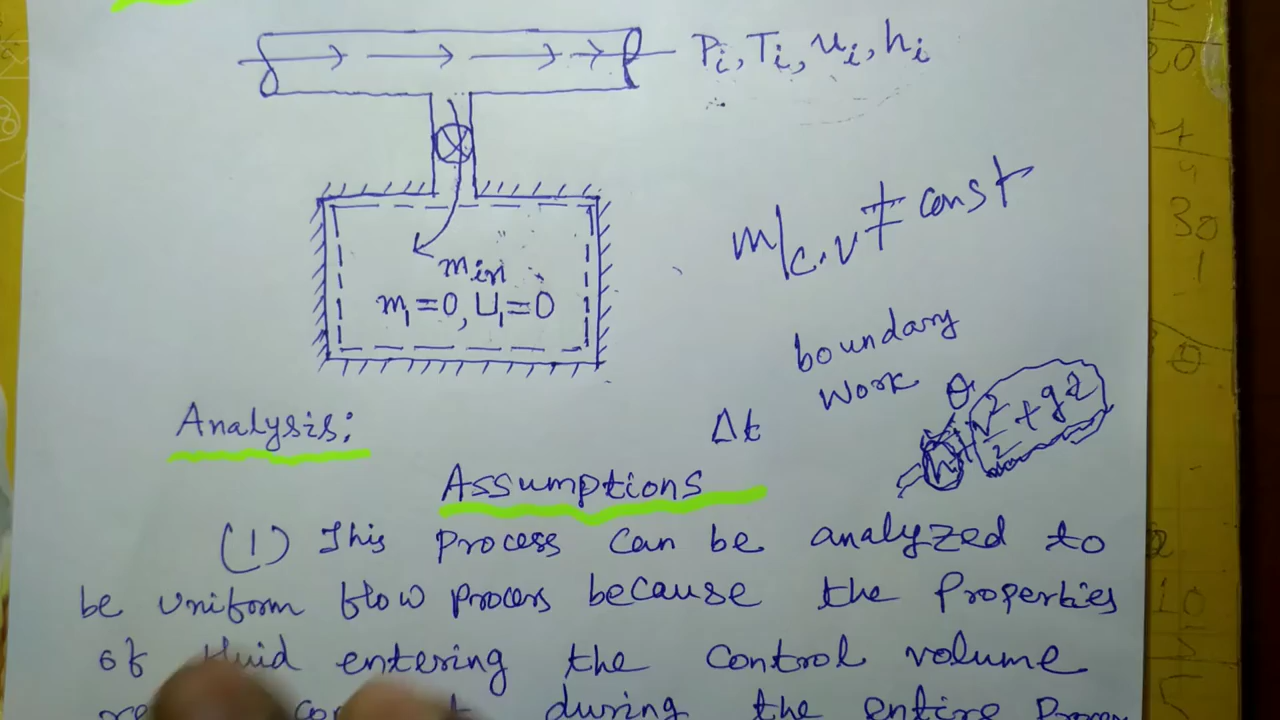 Pi, Ti, ui, hi
min
m1=0, U1=0
m/c.v ≠ const
boundary
work
Δt
Analysis:
Assumptions
(1) This process can be analyzed to
be uniform flow process because the properties
of fluid entering the control volume
during the entire